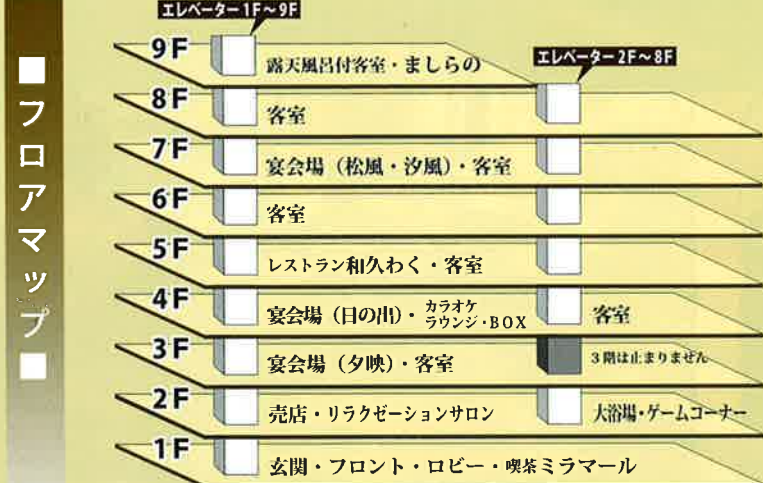 ■フロアマップ■
エレベーター1F~9F
エレベーター2F~8F
9F 露天風呂付客室・ましらの
8F 客室
7F 宴会場(松風・汐風)・客室
6F 客室
5F レストラン和久わく・客室
4F 宴会場(日の出)・カラオケラウンジ・BOX 客室
3F 宴会場(夕映)・客室 3階は止まりません
2F 売店・リラクゼーションサロン 大浴場・ゲームコーナー
1F 玄関・フロント・ロビー・喫茶ミラマール